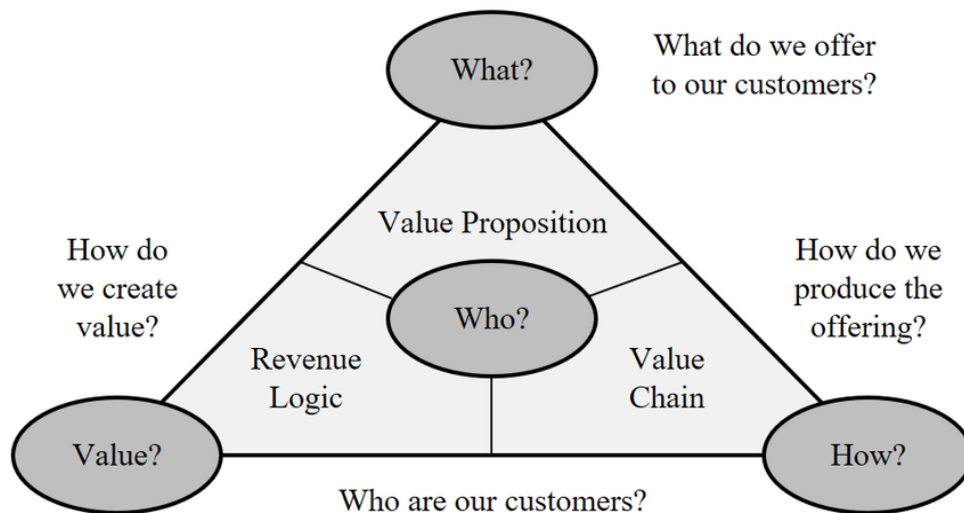 What?
What do we offer
to our customers?
Value Proposition
How do
we create
value?
How do we
produce the
offering?
Who?
Revenue
Logic
Value
Chain
Value?
How?
Who are our customers?